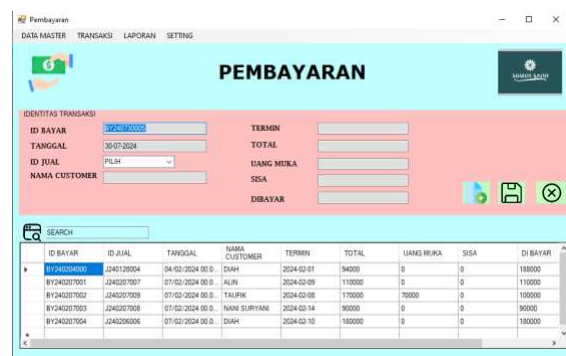 Pembayaran
DATA MASTER TRANSAKSI LAPORAN SETTING
PEMBAYARAN
IDENTITAS TRANSAKSI
ID BAYAR BY240730005 TERMIN
TANGGAL 30-07-2024 TOTAL
ID JUAL PILIH UANG MUKA
NAMA CUSTOMER SISA
DIBAYAR
SEARCH
ID BAYAR ID JUAL TANGGAL NAMA CUSTOMER TERMIN TOTAL UANG MUKA SISA DI BAYAR
BY240204000 J240128004 04/02/2024 00.0... DIAH 2024-02-01 94000 0 0 188000
BY240207001 J240207007 07/02/2024 00.0... ALIN 2024-02-09 110000 0 0 110000
BY240207002 J240207009 07/02/2024 00.0... TAUFIK 2024-02-08 170000 70000 0 100000
BY240207003 J240207008 07/02/2024 00.0... NANI SURYANI 2024-02-14 90000 0 0 90000
BY240207004 J240206006 07/02/2024 00.0... DIAH 2024-02-10 180000 0 0 180000